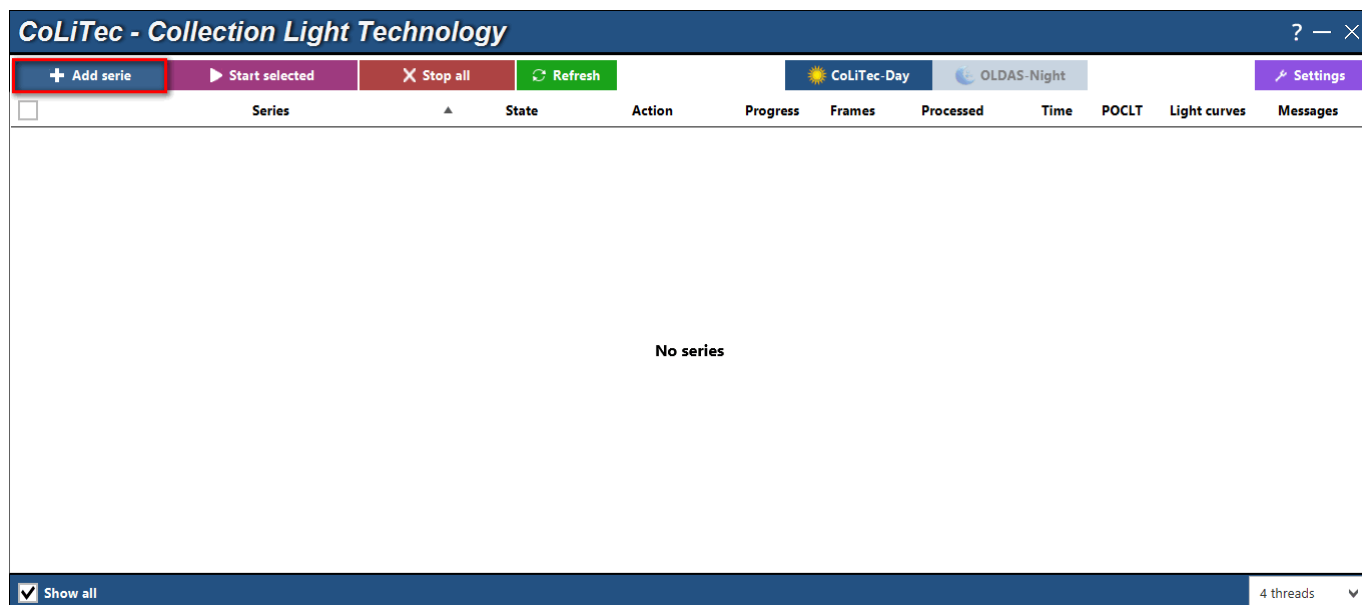 CoLiTec - Collection Light Technology ?
Add serie Start selected Stop all Refresh CoLiTec-Day OLDAS-Night Settings
Series State Action Progress Frames Processed Time POCLT Light curves Messages
No series
Show all 4 threads